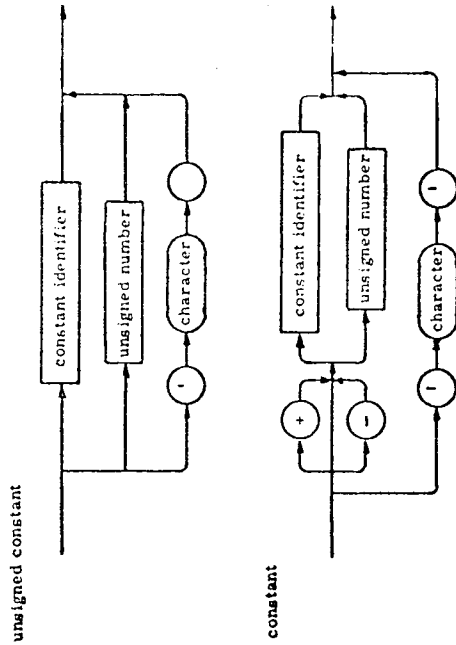 unsigned constant
constant identifier
unsigned number
' character
constant
+
-
constant identifier
unsigned number
' character '